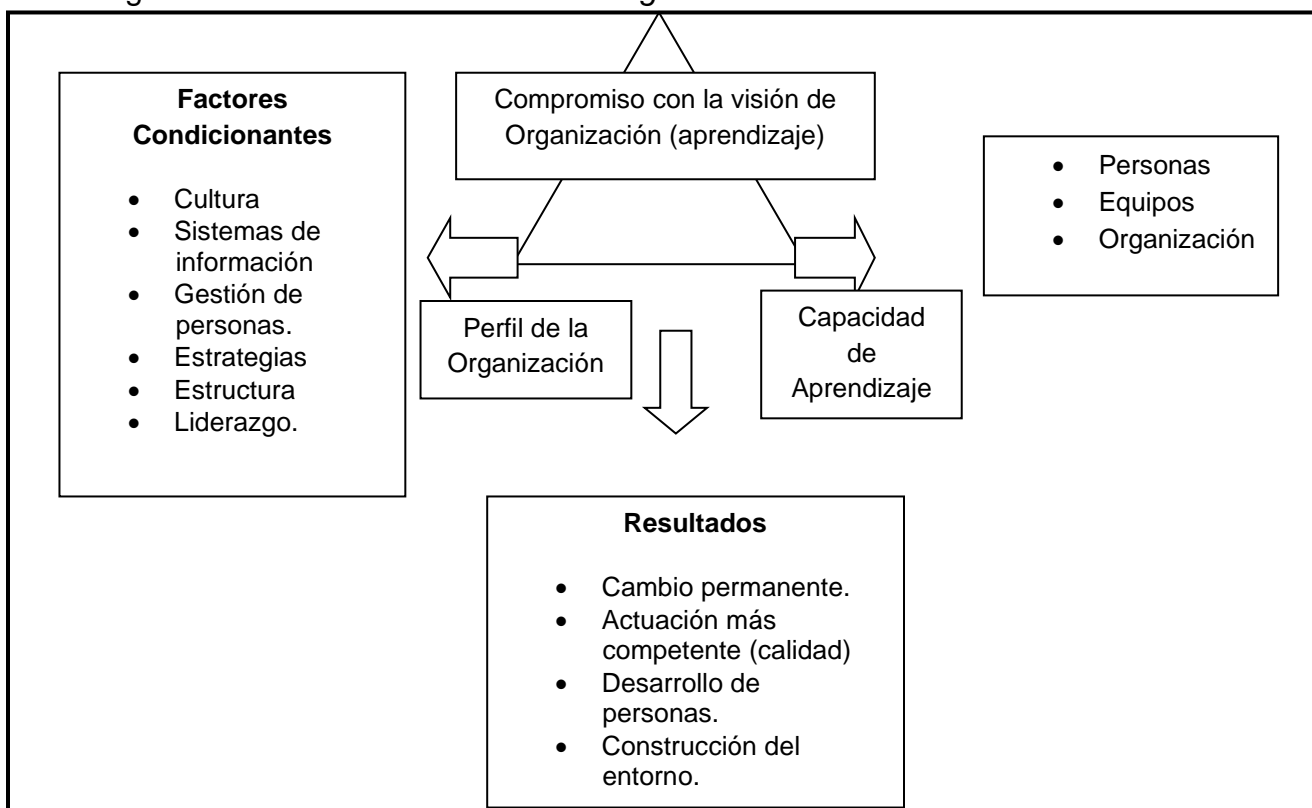 Factores
Condicionantes
• Cultura
• Sistemas de
información
• Gestión de
personas.
• Estrategias
• Estructura
• Liderazgo.
Compromiso con la visión de
Organización (aprendizaje)
• Personas
• Equipos
• Organización
Perfil de la
Organización
Capacidad
de
Aprendizaje
Resultados
• Cambio permanente.
• Actuación más
competente (calidad)
• Desarrollo de
personas.
• Construcción del
entorno.